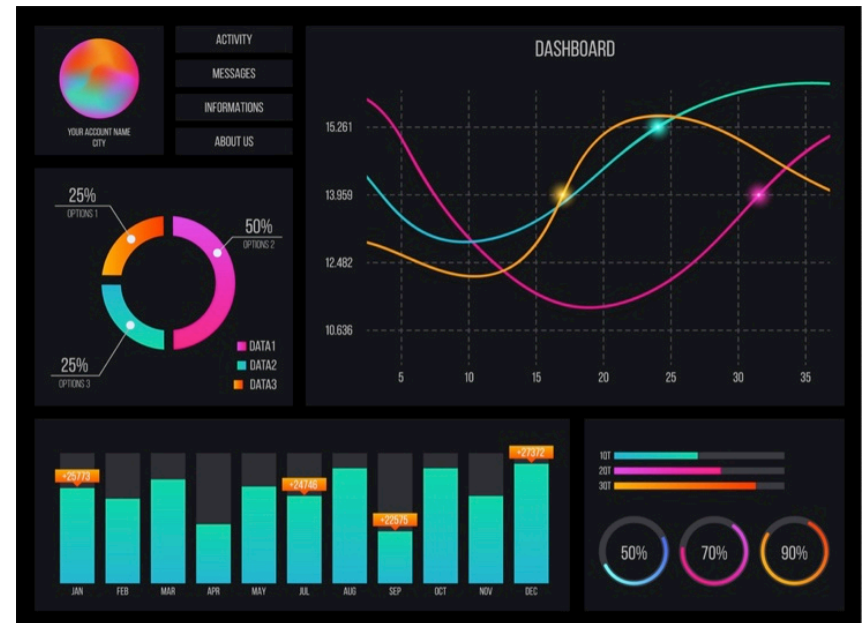 YOUR ACCOUNT NAME
CITY
ACTIVITY
MESSAGES
INFORMATIONS
ABOUT US
DASHBOARD
15.261
13.959
12.482
10.636
5 10 15 20 25 30 35
25%
OPTIONS 1
50%
OPTIONS 2
25%
OPTIONS 3
DATA1
DATA2
DATA3
+25773
+24746
+22575
+27372
JAN FEB MAR APR MAY JUL AUG SEP OCT NOV DEC
1QT
2QT
3QT
50% 70% 90%